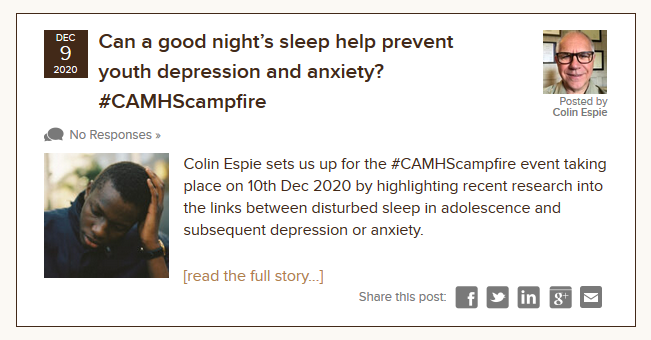 DEC
9
2020
Can a good night's sleep help prevent
youth depression and anxiety?
#CAMHScampfire
Posted by
Colin Espie
No Responses »
Colin Espie sets us up for the #CAMHScampfire event taking
place on 10th Dec 2020 by highlighting recent research into
the links between disturbed sleep in adolescence and
subsequent depression or anxiety.
[read the full story...]
Share this post: